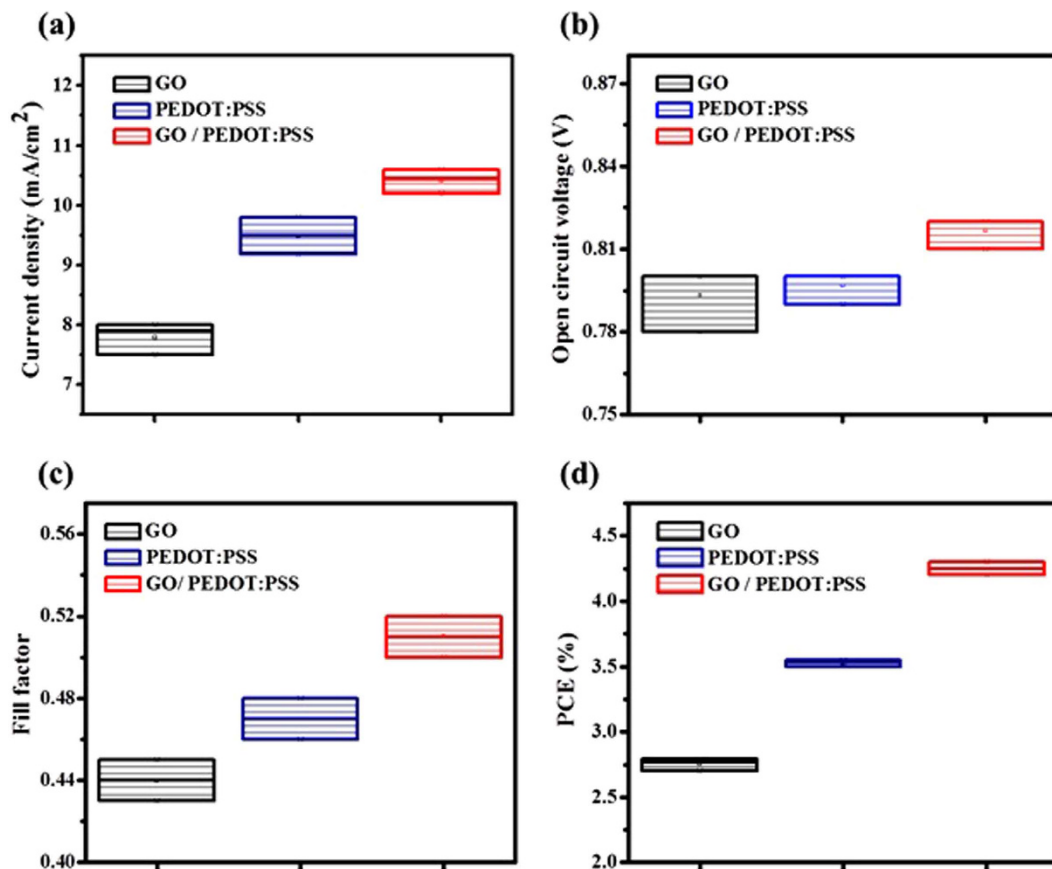 (a)
Current density (mA/cm²)
12
11
10
9
8
7
GO
PEDOT:PSS
GO / PEDOT:PSS
(b)
Open circuit voltage (V)
0.87
0.84
0.81
0.78
0.75
GO
PEDOT:PSS
GO / PEDOT:PSS
(c)
Fill factor
0.56
0.52
0.48
0.44
0.40
GO
PEDOT:PSS
GO/ PEDOT:PSS
(d)
PCE (%)
4.5
4.0
3.5
3.0
2.5
2.0
GO
PEDOT:PSS
GO / PEDOT:PSS